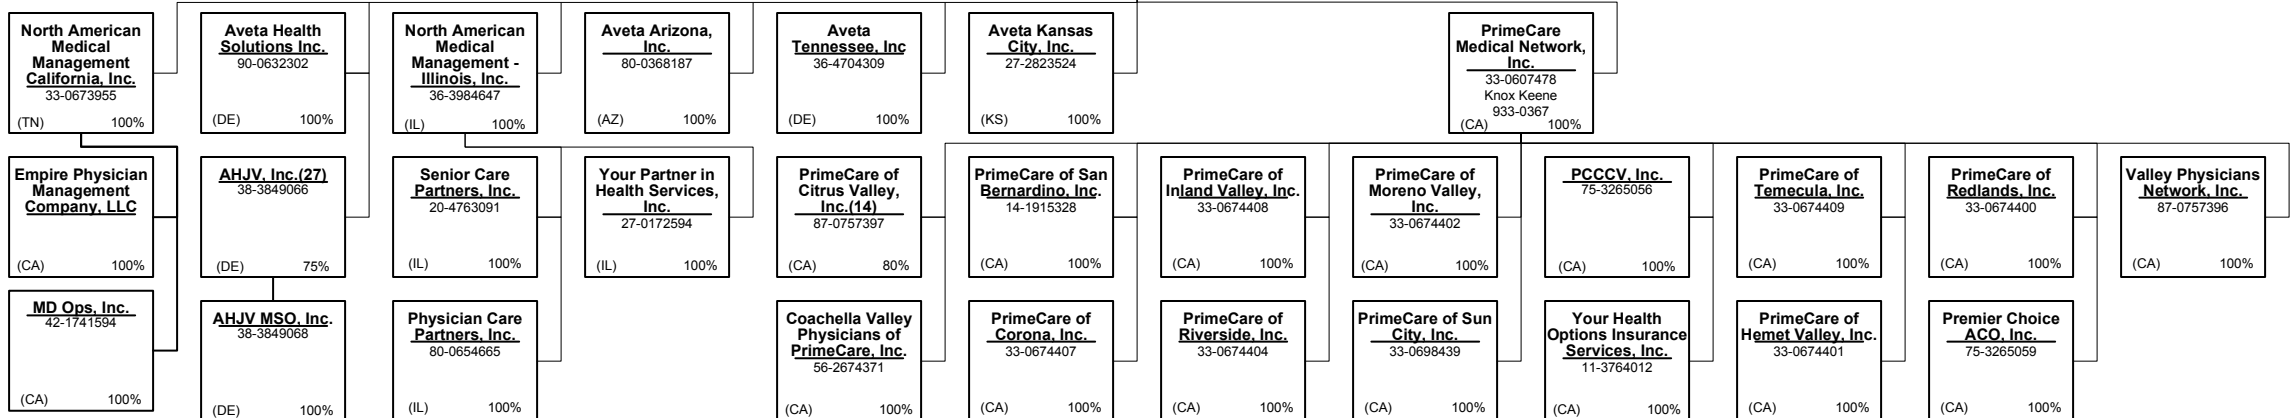 North American
Medical
Management
California, Inc.
33-0673955
(TN) 100%
Aveta Health
Solutions Inc.
90-0632302
(DE) 100%
North American
Medical
Management -
Illinois, Inc.
36-3984647
(IL) 100%
Aveta Arizona,
Inc.
80-0368187
(AZ) 100%
Aveta
Tennessee, Inc
36-4704309
(DE) 100%
Aveta Kansas
City, Inc.
27-2823524
(KS) 100%
PrimeCare
Medical Network,
Inc.
33-0607478
Knox Keene
933-0367
(CA) 100%
Empire Physician
Management
Company, LLC
(CA) 100%
AHJV, Inc.(27)
38-3849066
(DE) 75%
Senior Care
Partners, Inc.
20-4763091
(IL) 100%
Your Partner in
Health Services,
Inc.
27-0172594
(IL) 100%
PrimeCare of
Citrus Valley,
Inc.(14)
87-0757397
(CA) 80%
PrimeCare of San
Bernardino, Inc.
14-1915328
(CA) 100%
PrimeCare of
Inland Valley, Inc.
33-0674408
(CA) 100%
PrimeCare of
Moreno Valley,
Inc.
33-0674402
(CA) 100%
PCCCV, Inc.
75-3265056
(CA) 100%
PrimeCare of
Temecula, Inc.
33-0674409
(CA) 100%
PrimeCare of
Redlands, Inc.
33-0674400
(CA) 100%
Valley Physicians
Network, Inc.
87-0757396
(CA) 100%
MD Ops, Inc.
42-1741594
(CA) 100%
AHJV MSO, Inc.
38-3849068
(DE) 100%
Physician Care
Partners, Inc.
80-0654665
(IL) 100%
Coachella Valley
Physicians of
PrimeCare, Inc.
56-2674371
(CA) 100%
PrimeCare of
Corona, Inc.
33-0674407
(CA) 100%
PrimeCare of
Riverside, Inc.
33-0674404
(CA) 100%
PrimeCare of Sun
City, Inc.
33-0698439
(CA) 100%
Your Health
Options Insurance
Services, Inc.
11-3764012
(CA) 100%
PrimeCare of
Hemet Valley, Inc.
33-0674401
(CA) 100%
Premier Choice
ACO, Inc.
75-3265059
(CA) 100%